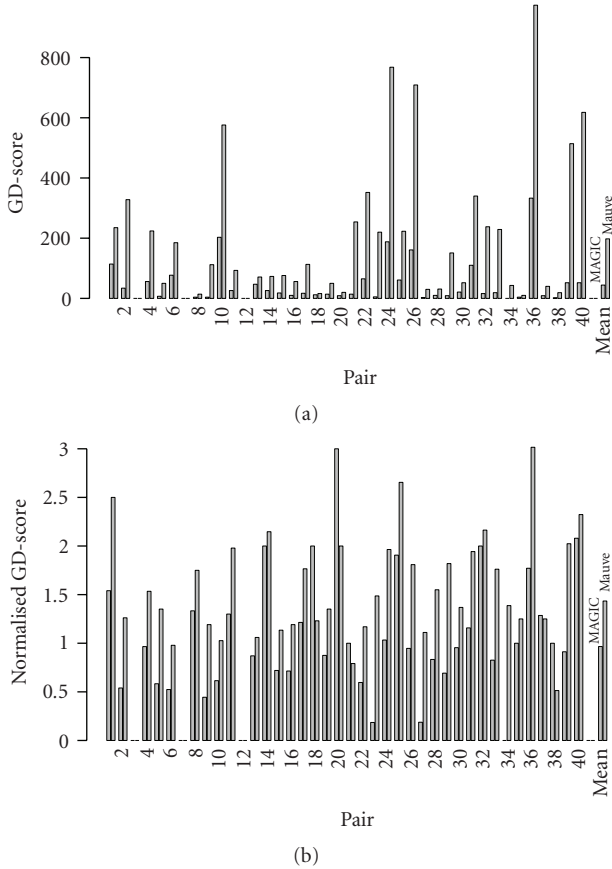 800
600
400
200
0
GD-score
MAGIC
Mauve
2 4 6 8 10 12 14 16 18 20 22 24 26 28 30 32 34 36 38 40 Mean
Pair
(a)
3
2.5
2
1.5
1
0.5
0
Normalised GD-score
MAGIC
Mauve
2 4 6 8 10 12 14 16 18 20 22 24 26 28 30 32 34 36 38 40 Mean
Pair
(b)